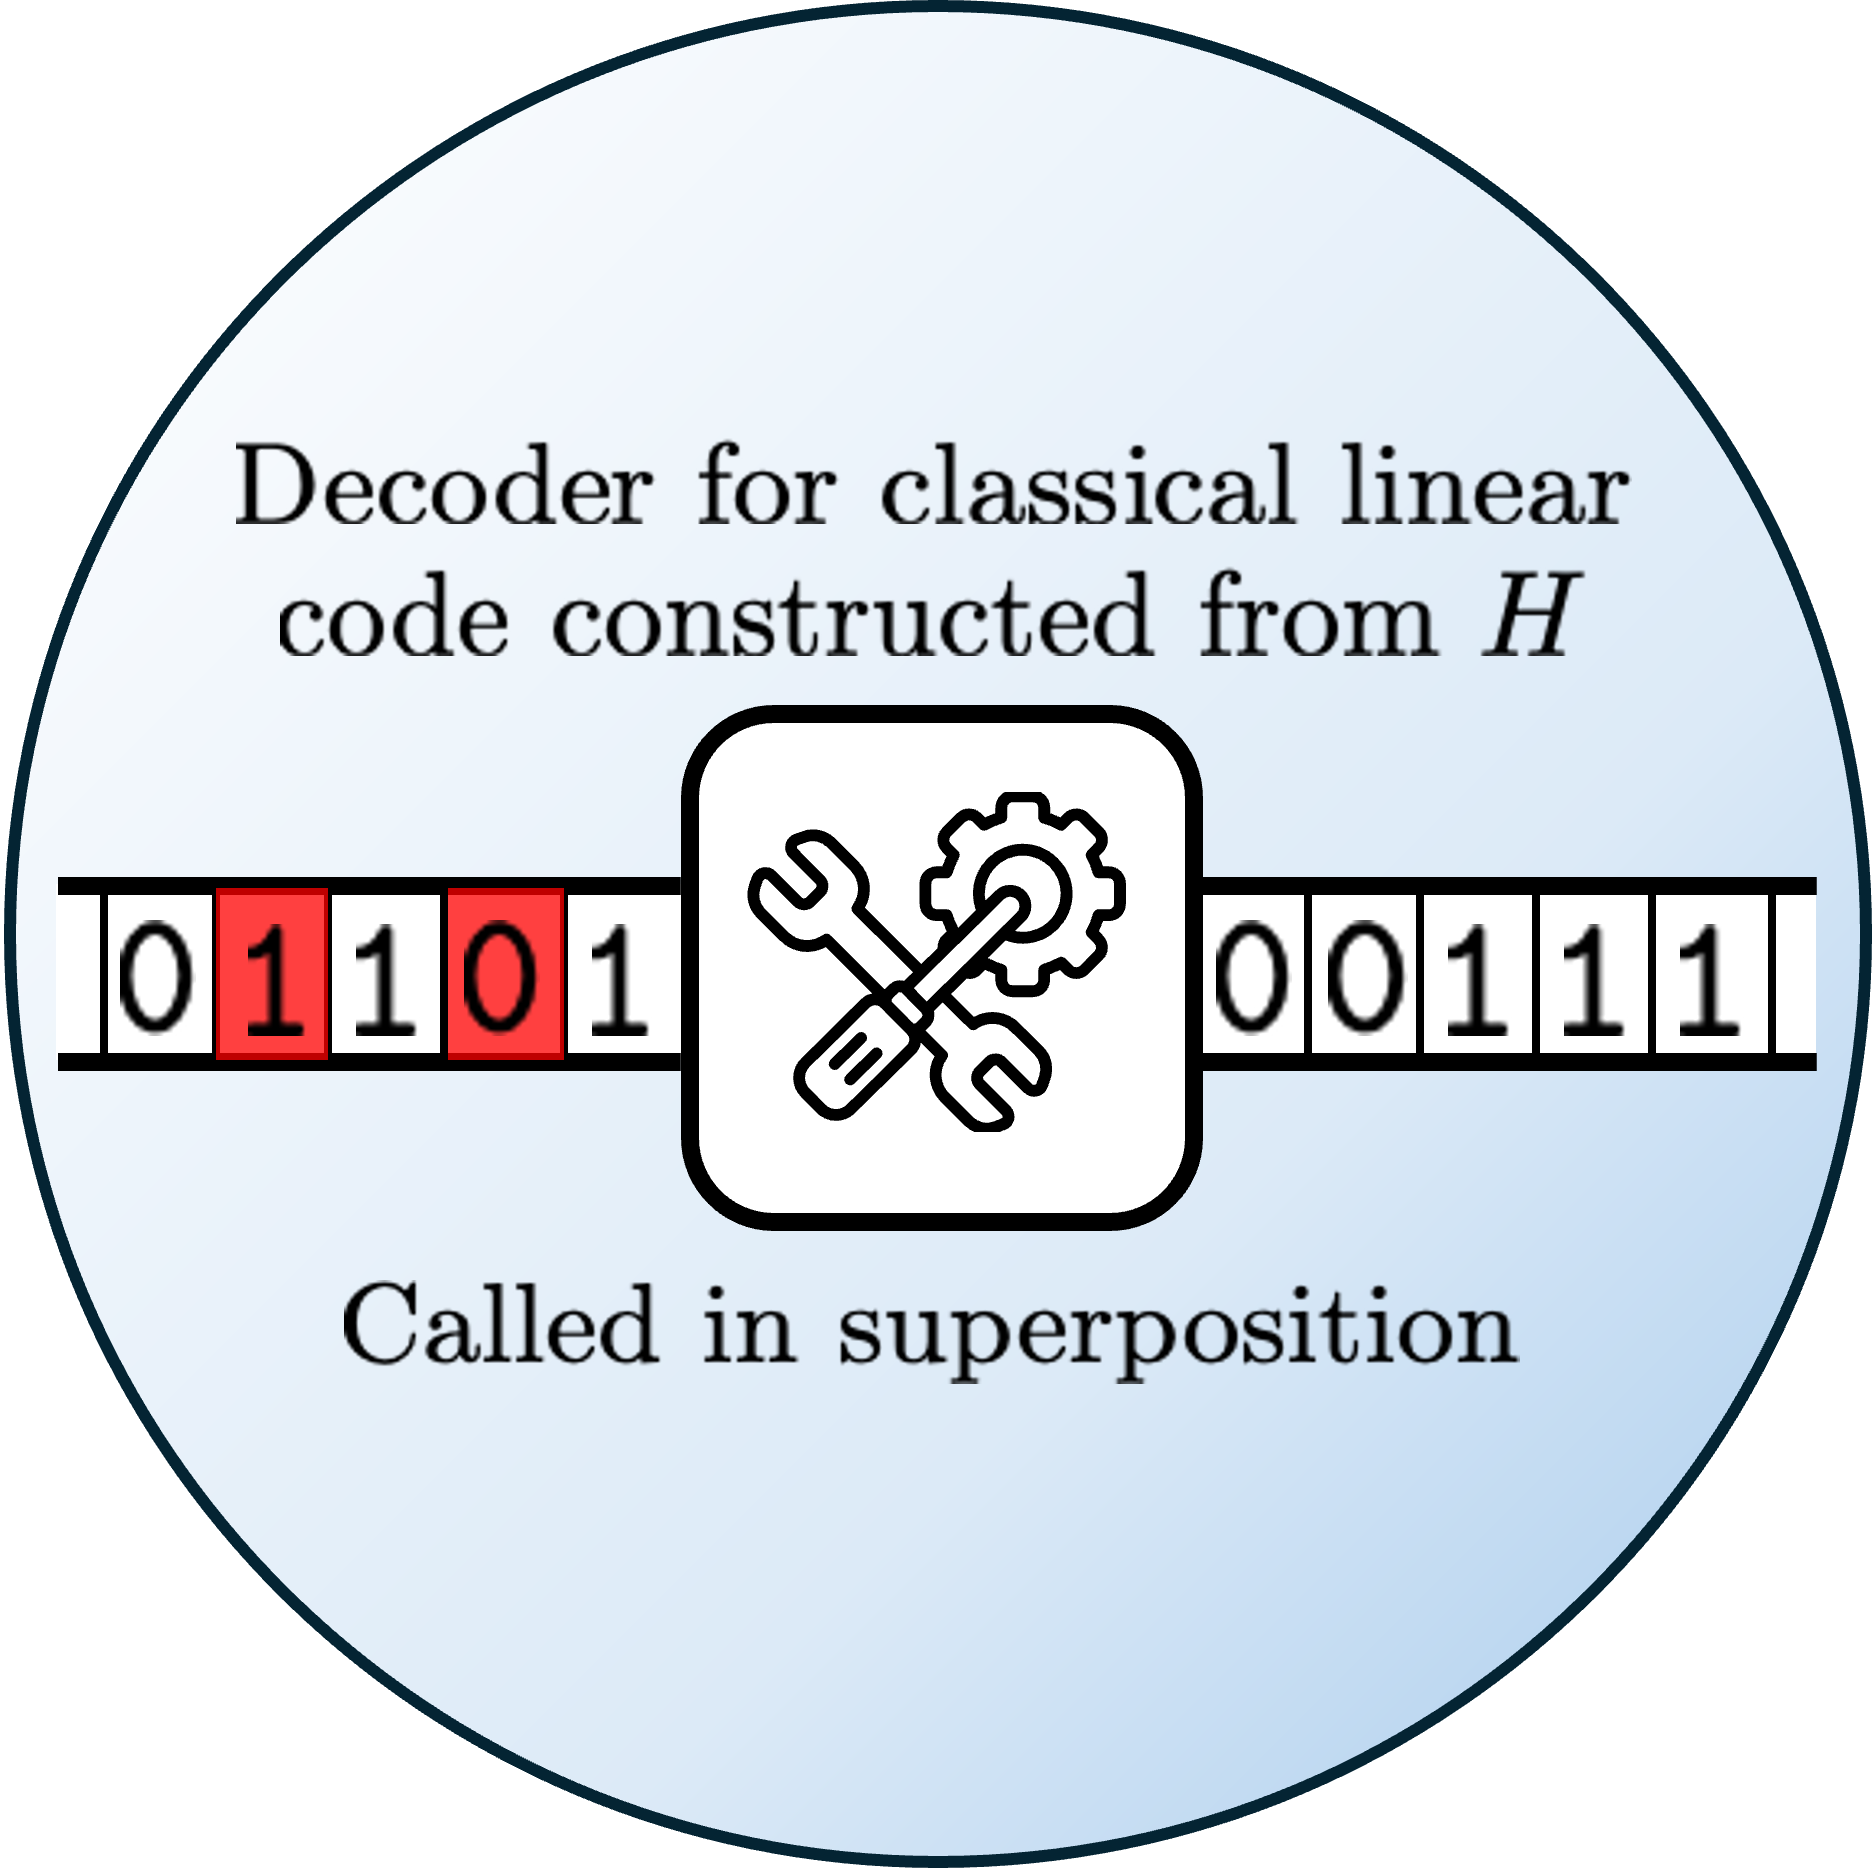 Decoder for classical linear
code constructed from H
0 1 1 0 1 0 0 1 1 1
Called in superposition